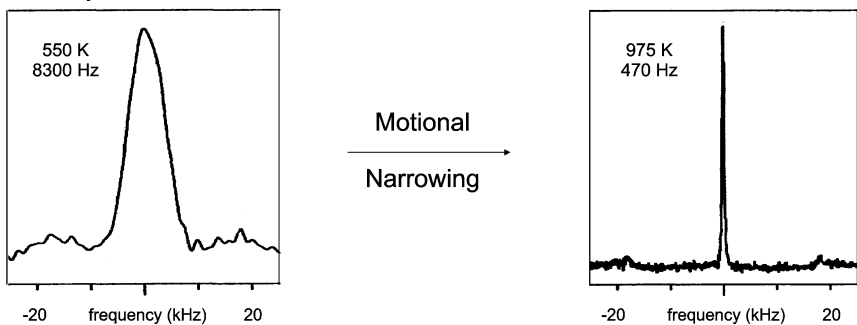 550 K
8300 Hz
-20 frequency (kHz) 20
Motional
Narrowing
975 K
470 Hz
-20 frequency (kHz) 20